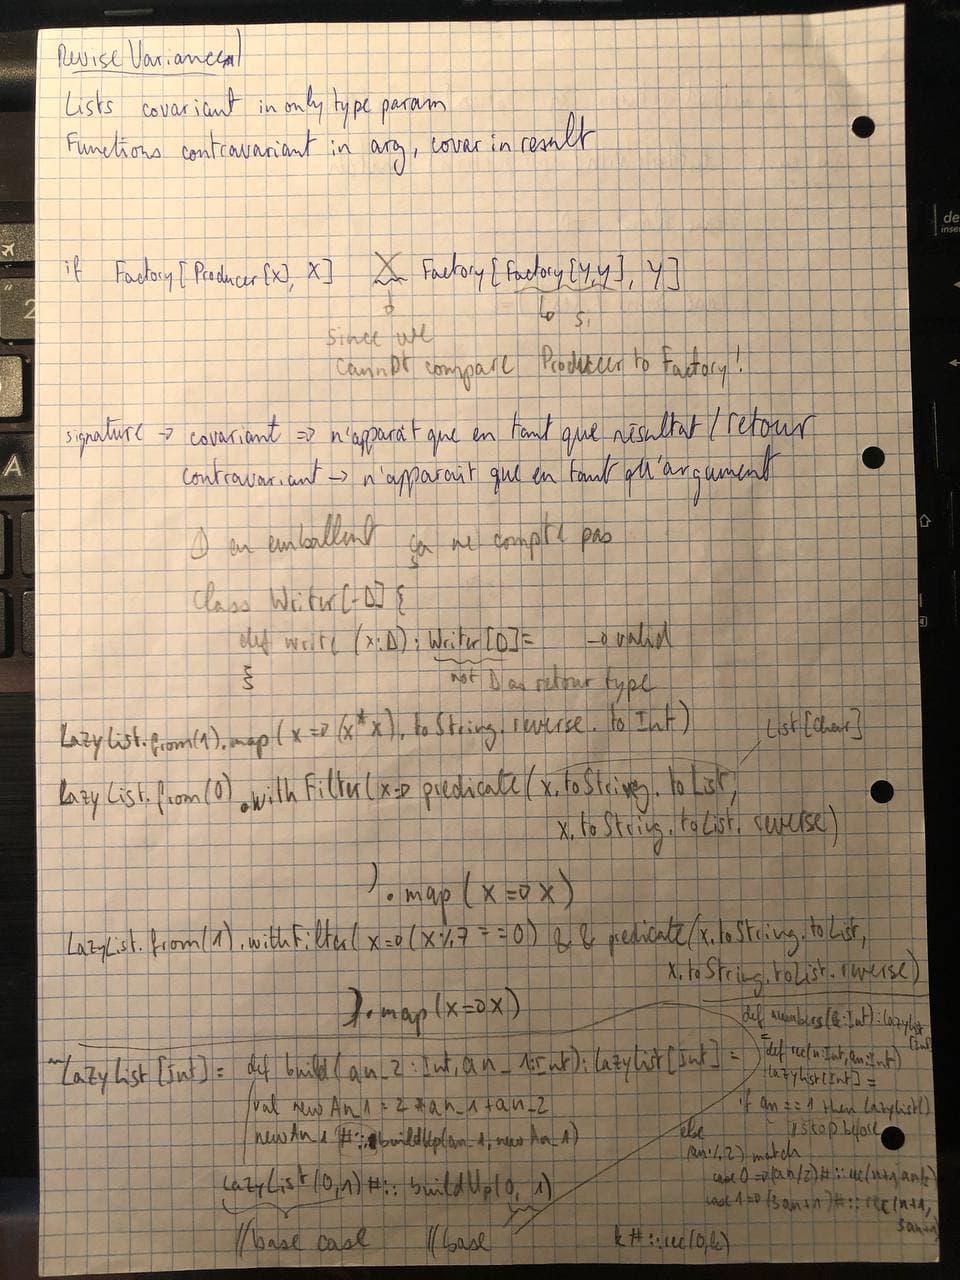 Revise Variances!
Lists covariant in only type param
Functions contravariant in arg, covar in result
if Factory[Producer[X], X] X Factory[Factory[Y,Y], Y]
since we
cannot compare Producer to Factory!
signature → covariant => n'apparaît que en tant que résultat / retour
contravariant → n'apparaît que en tant qu'argument
en emballant ça ne compte pas
Class Writer[-D] {
def write (x:D): Writer[D] = → valid
}
not D as retour type
LazyList.from(1).map(x => (x*x).toString.reverse.toInt)
List[Char]
LazyList.from(0).withFilter(x => predicate(x.toString.toList,
x.toString.toList.reverse)
).map(x => x)
LazyList.from(1).withFilter(x => (x%7 == 0) && predicate(x.toString.toList,
x.toString.toList.reverse)
).map(x => x)
LazyList[Int] = def build(an_2: Int, an_1: Int): LazyList[Int] =
val newAn_1 = 2*an_1 + an_2
newAn_1 #:: buildUp(an_1, newAn_1)
LazyList(0,1) #:: buildUp(0, 1)
//base case //base
def numbers(k:Int): LazyList
[Int]
=
def rec(n:Int, an:Int)
LazyList[Int] =
if an == 1 then LazyList()
//stop before
else
(an%2) match
case 0 => (an/2) #:: rec(n+1, an/2)
case 1 => (3an+1) #:: rec(n+1,
3an+1)
k #:: rec(0,k)